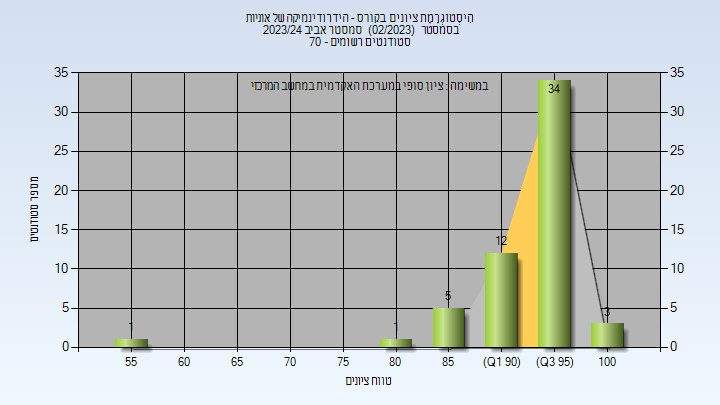 היסטוגרמת ציונים בקורס - הידרודינמיקה של אוניות
בסמסטר (02/2023) סמסטר אביב 2023/24
סטודנטים רשומים - 70
במשימה : ציון סופי במערכת האקדמית במחשב המרכזי
35 35
30 30
25 25
20 20
15 15
10 10
5 5
0 0
מספר סטודנטים
1 1 5 12 34 3
55 60 65 70 75 80 85 (Q1 90) (Q3 95) 100
טווח ציונים